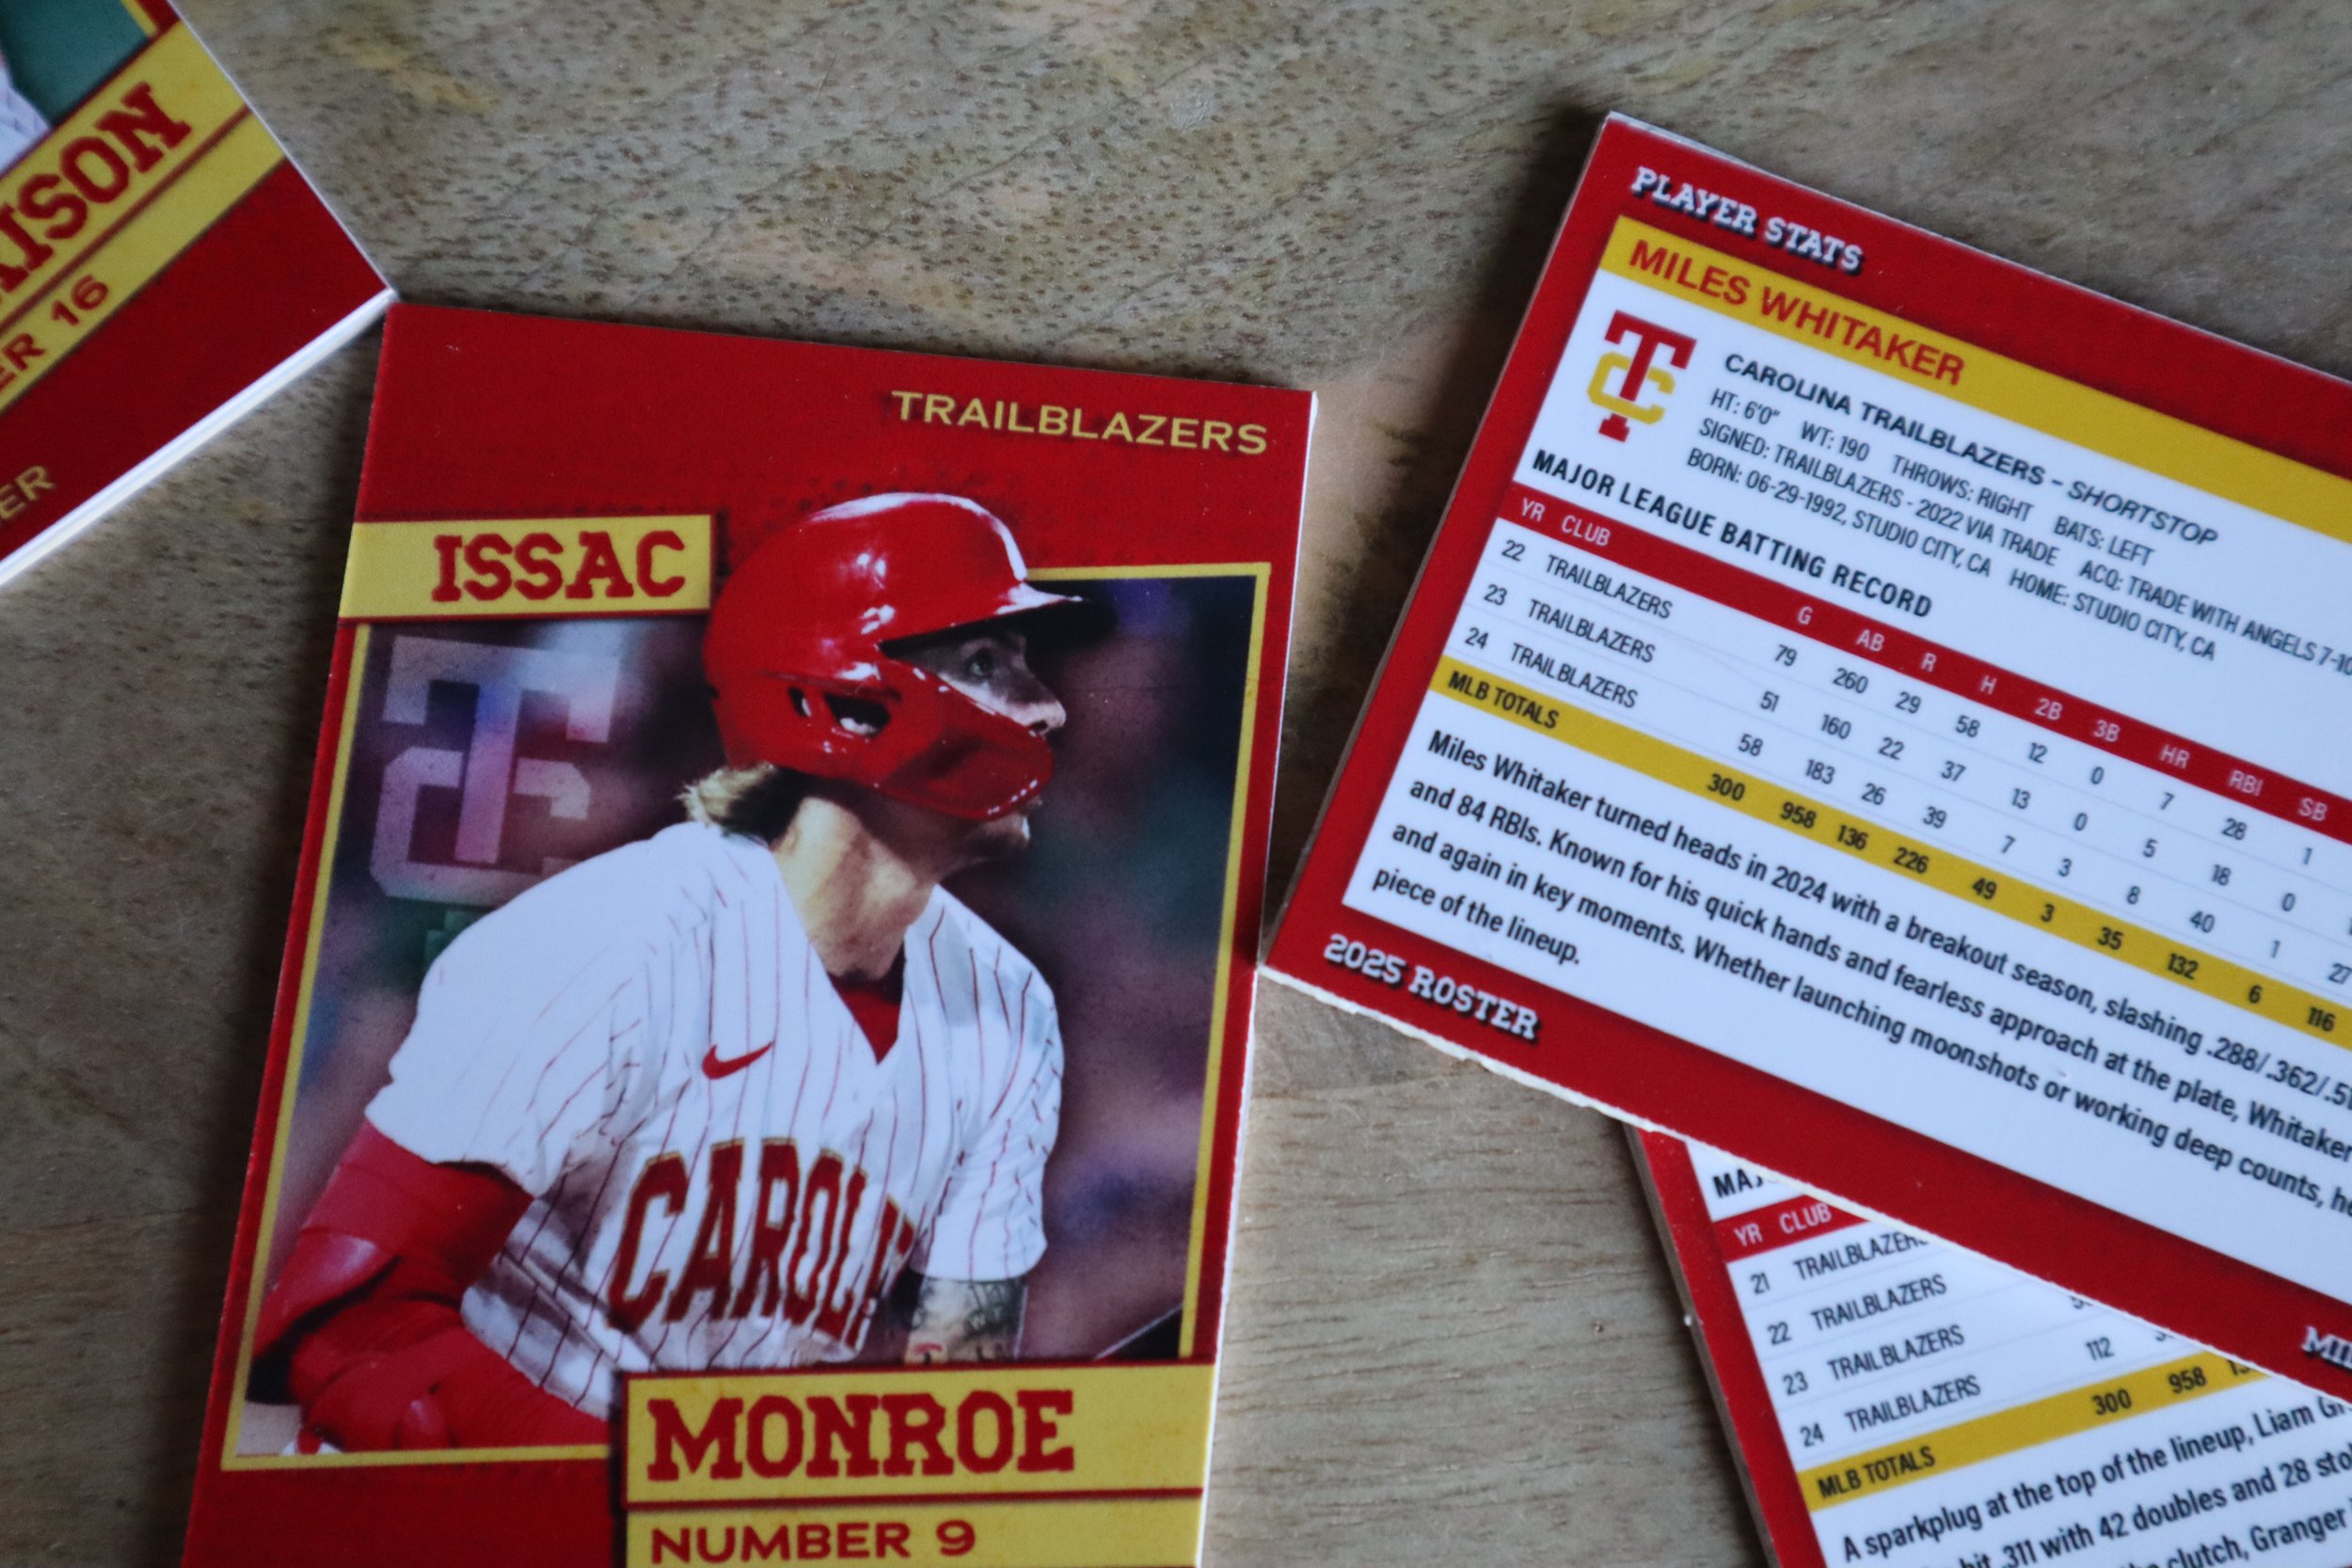 NUMBER 16
TRAILBLAZERS
ISSAC
TC
CAROLI
MONROE
NUMBER 9
PLAYER STATS
MILES WHITAKER
TC
CAROLINA TRAILBLAZERS - SHORTSTOP
HT: 6'0" WT: 190 THROWS: RIGHT BATS: LEFT
SIGNED: TRAILBLAZERS - 2022 VIA TRADE ACQ: TRADE WITH ANGELS 7-10
BORN: 06-29-1992, STUDIO CITY, CA HOME: STUDIO CITY, CA
MAJOR LEAGUE BATTING RECORD
YR CLUB G AB R H 2B 3B HR RBI SB
22 TRAILBLAZERS 79 260 29 58 12 0 7 28 1
23 TRAILBLAZERS 51 160 22 37 13 0 5 18 0
24 TRAILBLAZERS 58 183 26 39 7 3 8 40 1 27
MLB TOTALS 300 958 136 226 49 3 35 132 6 116
Miles Whitaker turned heads in 2024 with a breakout season, slashing .288/.362/.5
and 84 RBIs. Known for his quick hands and fearless approach at the plate, Whitaker
and again in key moments. Whether launching moonshots or working deep counts, he
piece of the lineup.
2025 ROSTER
YR CLUB
21 TRAILBLAZERS
22 TRAILBLAZERS
23 TRAILBLAZERS 112
24 TRAILBLAZERS
MLB TOTALS 300 958
A sparkplug at the top of the lineup, Liam
hit .311 with 42 doubles and 28
clutch, Granger